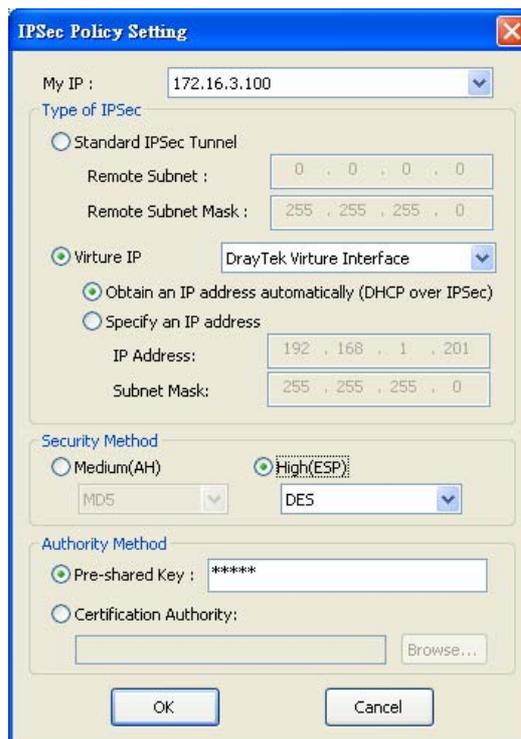 IPSec Policy Setting
My IP : 172.16.3.100
Type of IPSec
Standard IPSec Tunnel
Remote Subnet : 0 . 0 . 0 . 0
Remote Subnet Mask : 255 . 255 . 255 . 0
Virture IP DrayTek Virture Interface
Obtain an IP address automatically (DHCP over IPSec)
Specify an IP address
IP Address: 192 . 168 . 1 . 201
Subnet Mask: 255 . 255 . 255 . 0
Security Method
Medium(AH) High(ESP)
MD5 DES
Authority Method
Pre-shared Key : *****
Certification Authority:
Browse...
OK Cancel